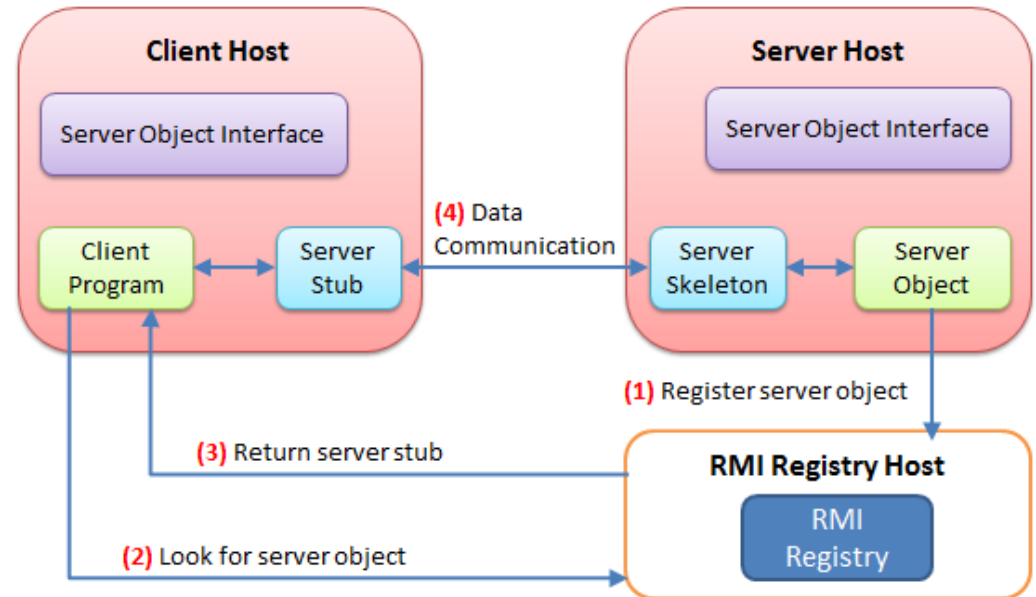 Client Host
Server Object Interface
Client
Program
Server
Stub
(4) Data
Communication
Server Host
Server Object Interface
Server
Skeleton
Server
Object
(1) Register server object
(3) Return server stub
(2) Look for server object
RMI Registry Host
RMI
Registry